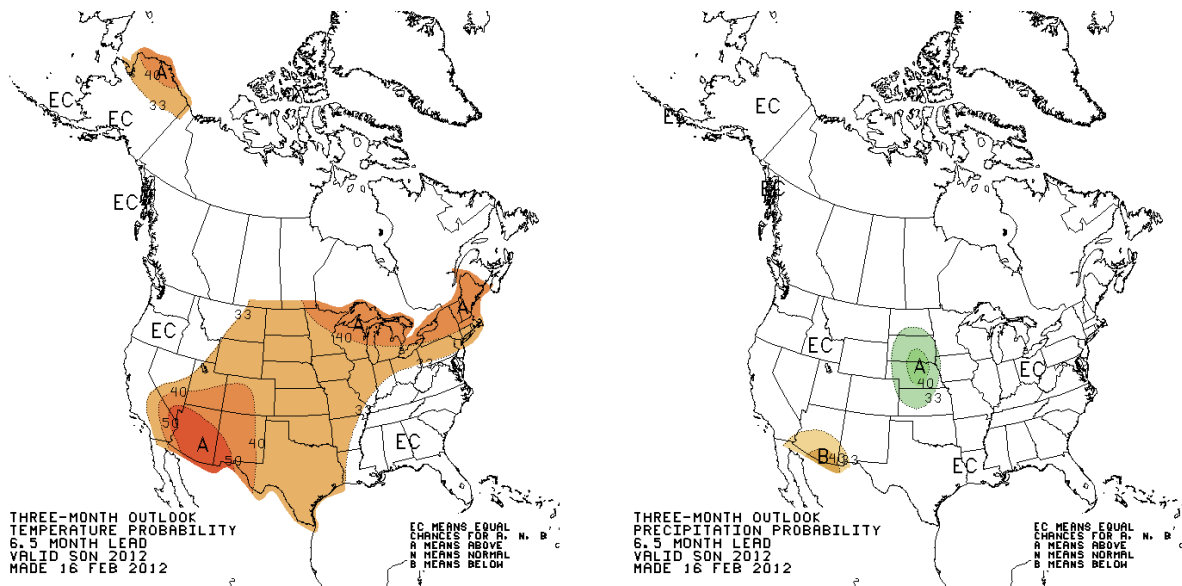 40 A
33
EC
EC
EC
EC
33
A
40
A
33
40
50
A
40
50
33
EC
THREE-MONTH OUTLOOK
TEMPERATURE PROBABILITY
6.5 MONTH LEAD
VALID SON 2012
MADE 16 FEB 2012
EC MEANS EQUAL
CHANCES FOR A, N, B
A MEANS ABOVE
N MEANS NORMAL
B MEANS BELOW
EC
EC
EC
EC
A
40
33
EC
B 40 33
EC
THREE-MONTH OUTLOOK
PRECIPITATION PROBABILITY
6.5 MONTH LEAD
VALID SON 2012
MADE 16 FEB 2012
EC MEANS EQUAL
CHANCES FOR A, N, B
A MEANS ABOVE
N MEANS NORMAL
B MEANS BELOW